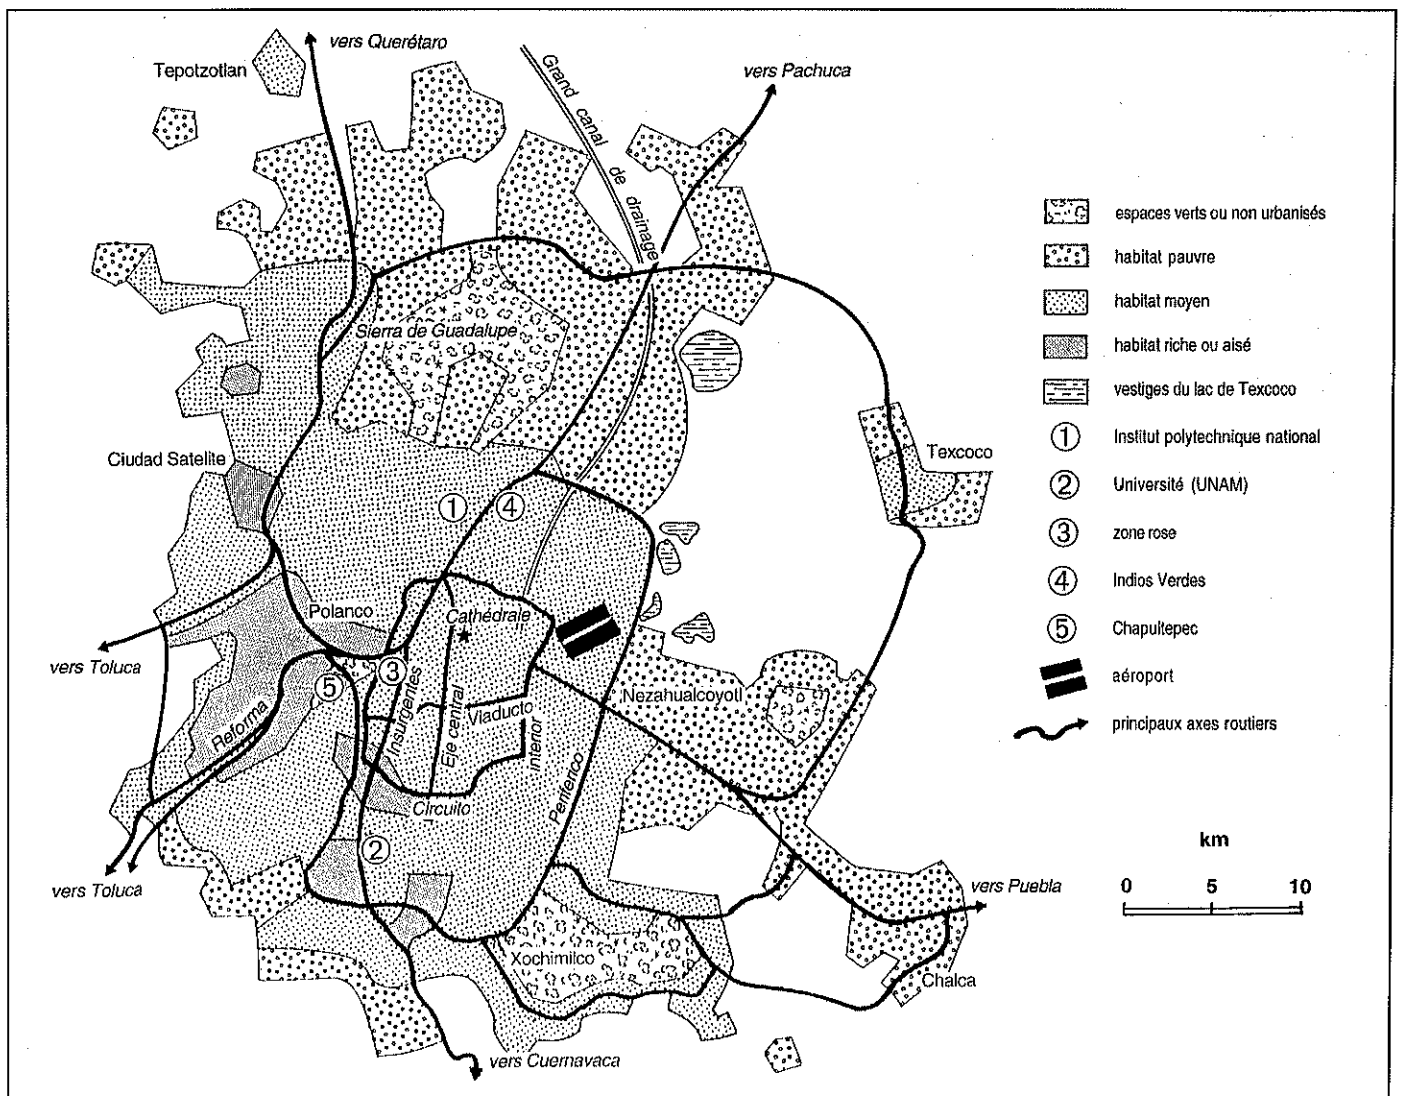 vers Querétaro
Tepotzotlan
Grand canal de drainage
vers Pachuca
Sierra de Guadalupe
Ciudad Satelite
Texcoco
1
4
Polanco
Cathédrale
vers Toluca
3
5
Nezahualcoyotl
Insurgentes
Eje central
Viaducto
Interior
Reforma
Periferico
Circuilo
2
vers Toluca
vers Puebla
Xochimilco
Chalca
vers Cuernavaca
espaces verts ou non urbanisés
habitat pauvre
habitat moyen
habitat riche ou aisé
vestiges du lac de Texcoco
1 Institut polytechnique national
2 Université (UNAM)
3 zone rose
4 Indios Verdes
5 Chapultepec
aéroport
principaux axes routiers
km
0 5 10